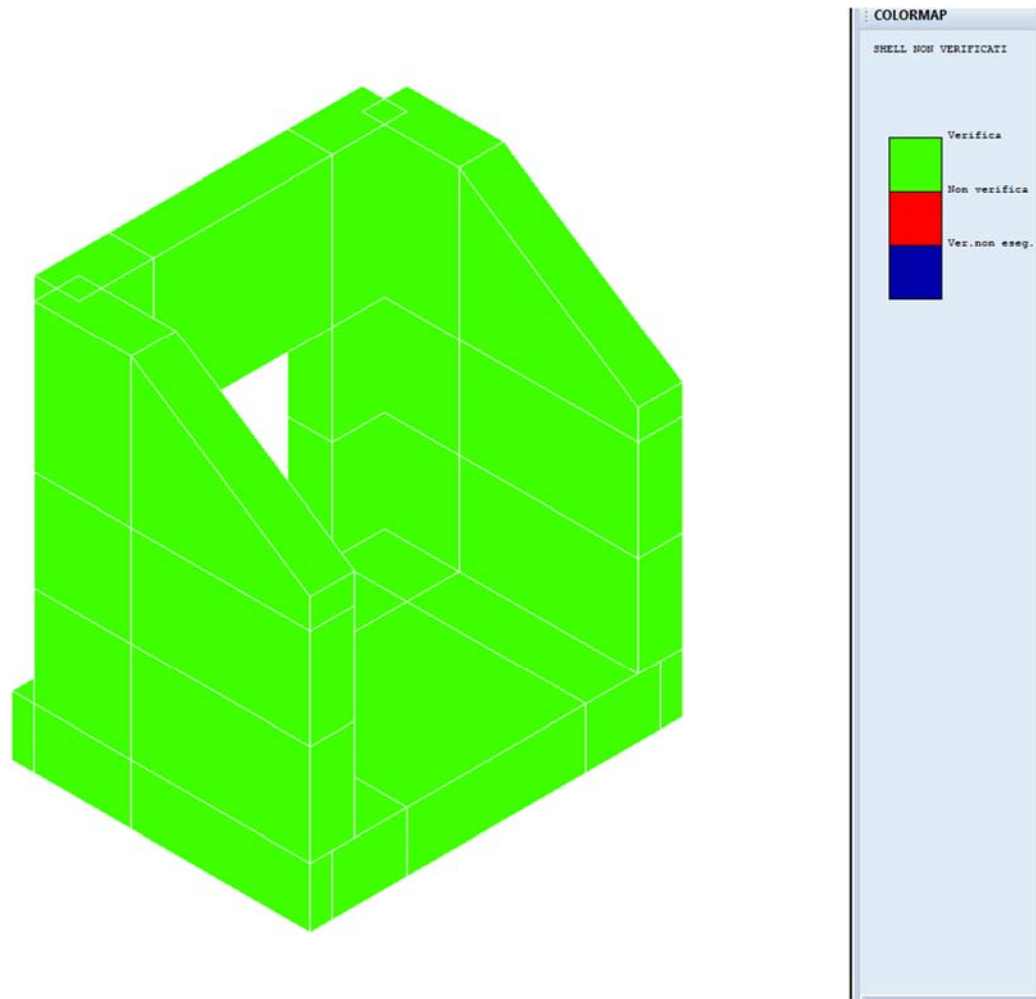 COLORMAP
SHELL NON VERIFICATI
Verifica
Non verifica
Ver.non eseg.